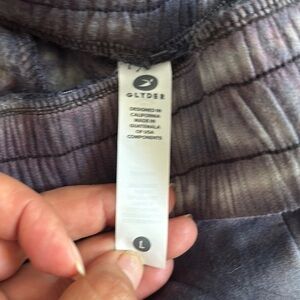 GLYDER
DESIGNED IN
CALIFORNIA
MADE IN
GUATEMALA
OF USA
COMPONENTS
L